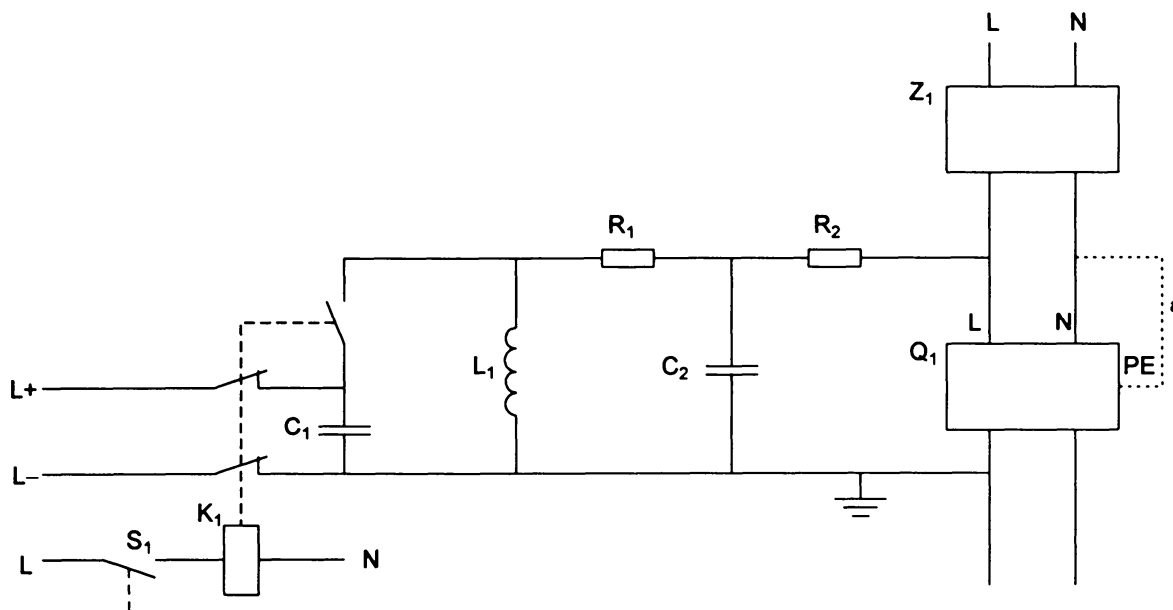 L N
Z₁
R₁ R₂
L N
Q₁ PE
L₁ C₂
L+
C₁
L–
K₁
S₁
L N